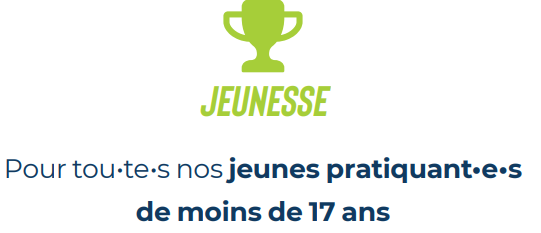 JEUNESSE
Pour tou•te•s nos jeunes pratiquant•e•s
de moins de 17 ans